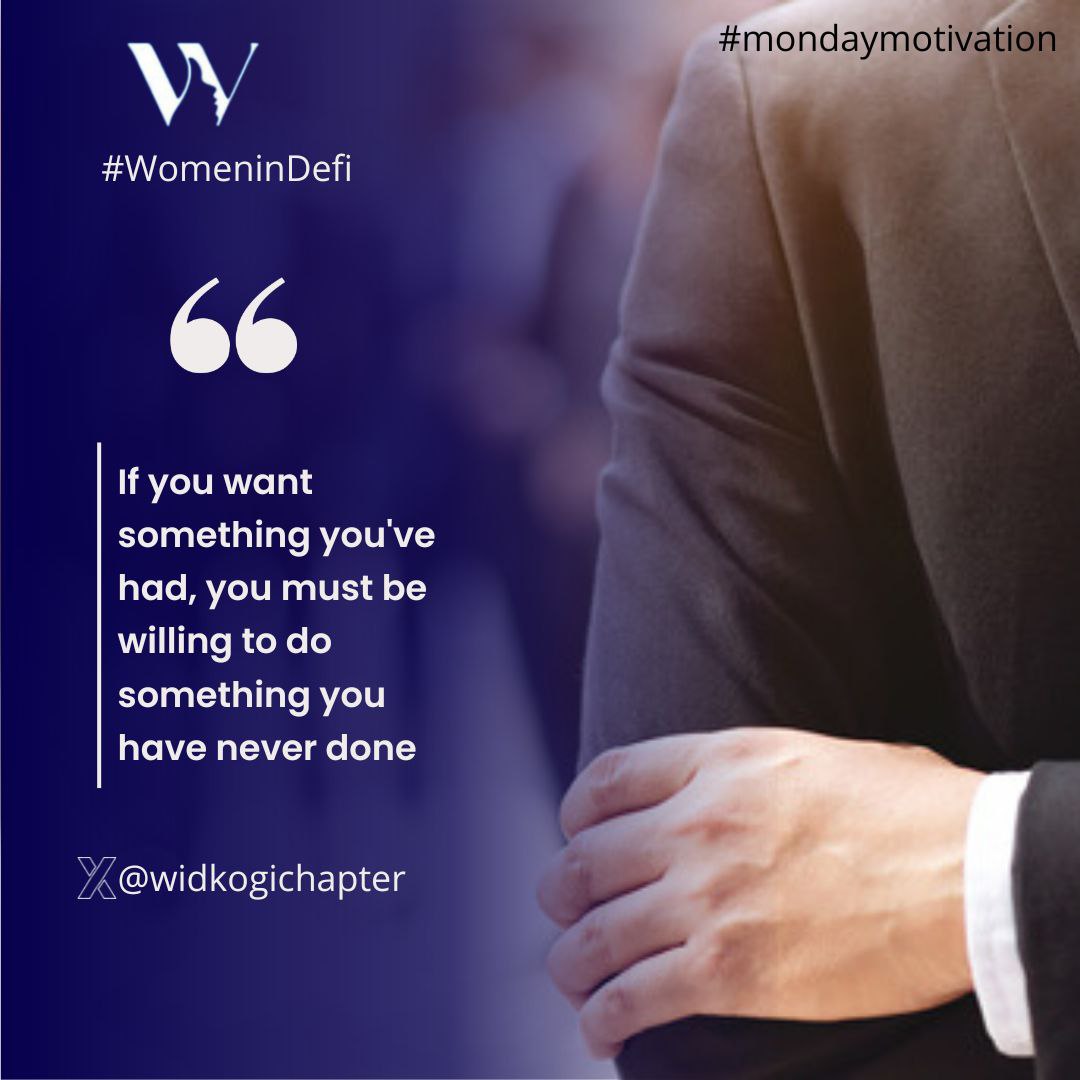 #mondaymotivation
W
#WomeninDefi
“
If you want
something you've
had, you must be
willing to do
something you
have never done
X@widkogichapter